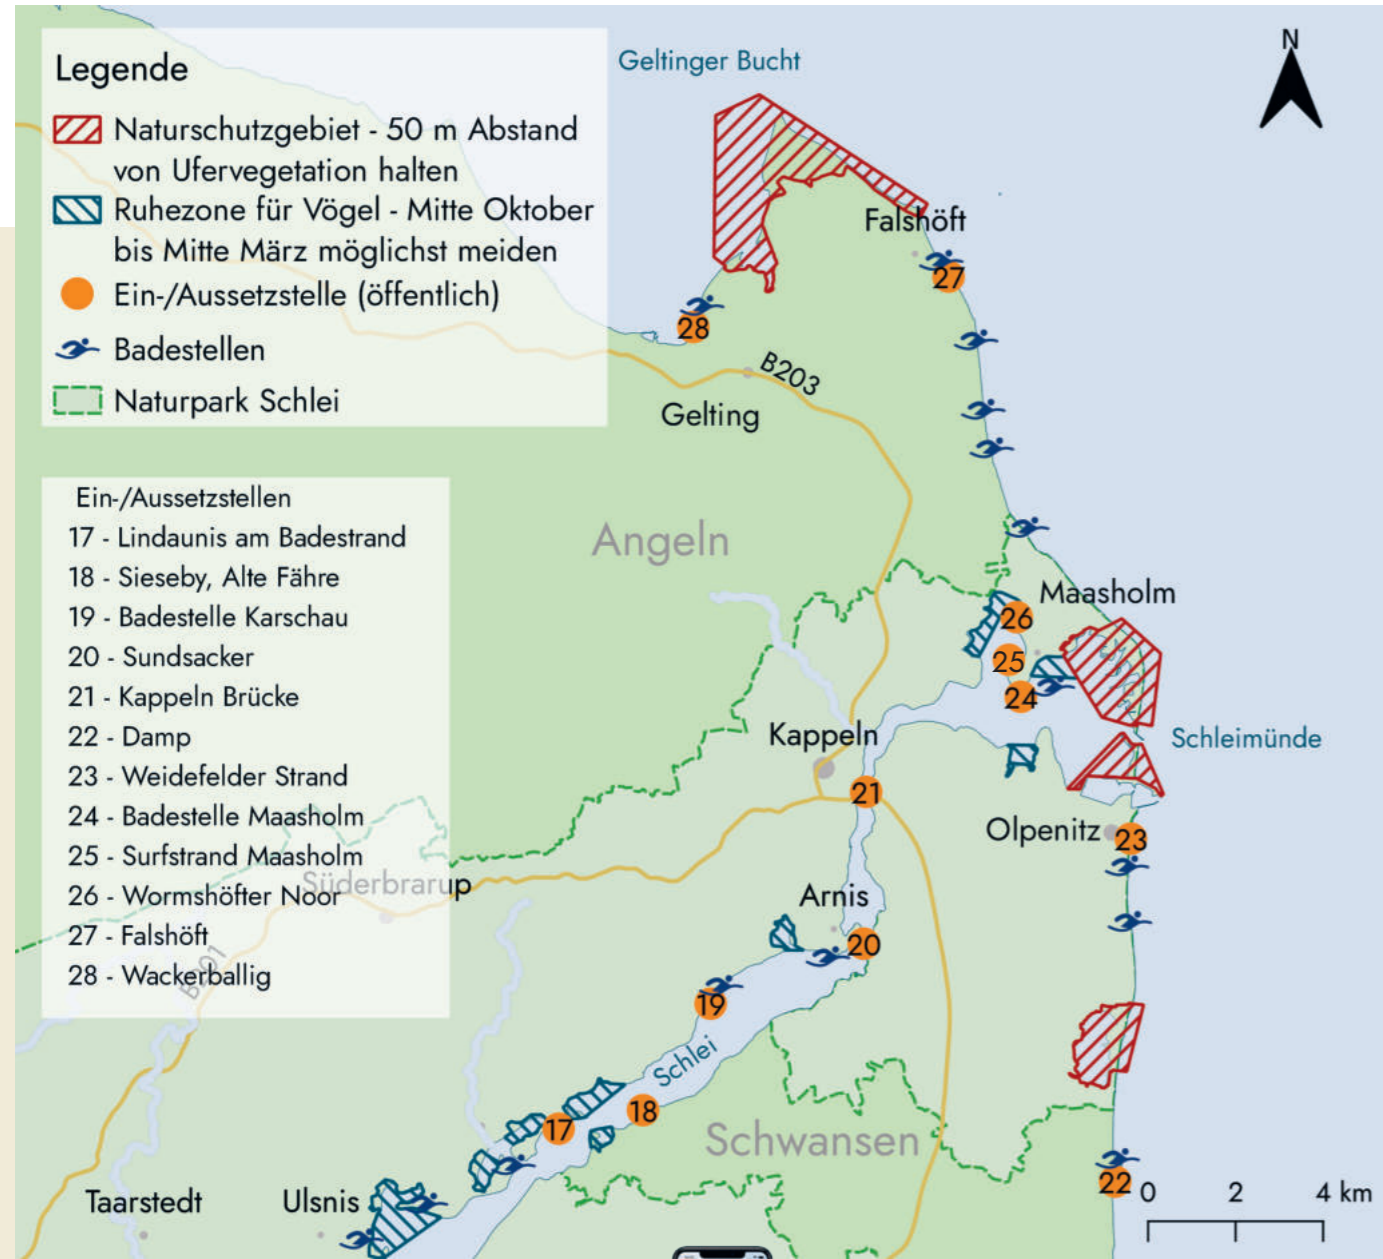 Legende
Naturschutzgebiet - 50 m Abstand
von Ufervegetation halten
Ruhezone für Vögel - Mitte Oktober
bis Mitte März möglichst meiden
Ein-/Aussetzstelle (öffentlich)
Badestellen
Naturpark Schlei
Ein-/Aussetzstellen
17 - Lindaunis am Badestrand
18 - Sieseby, Alte Fähre
19 - Badestelle Karschau
20 - Sundsacker
21 - Kappeln Brücke
22 - Damp
23 - Weidefelder Strand
24 - Badestelle Maasholm
25 - Surfstrand Maasholm
26 - Wormshöfter Noor
27 - Falshöft
28 - Wackerballig
Geltinger Bucht
N
Falshöft
27
28
B203
Gelting
Angeln
Maasholm
26
25
24
Schleimünde
Kappeln
21
Olpenitz
23
Süderbrarup
Arnis
20
B201
19
Schlei
18
17
Schwansen
22
Taarstedt
Ulsnis
0 2 4 km